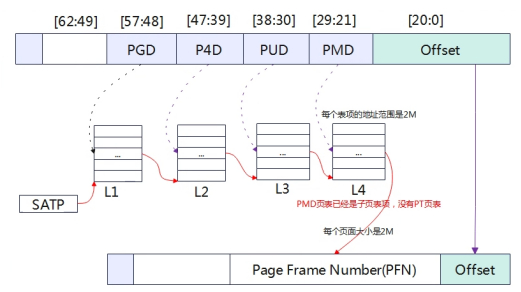 [62:49] [57:48] [47:39] [38:30] [29:21] [20:0]
PGD P4D PUD PMD Offset
每个表项的地址范围是2M
... ... ... ...
L1 L2 L3 L4
SATP
PMD页表已经是子页表项，没有PT页表
每个页面大小是2M
Page Frame Number(PFN) Offset